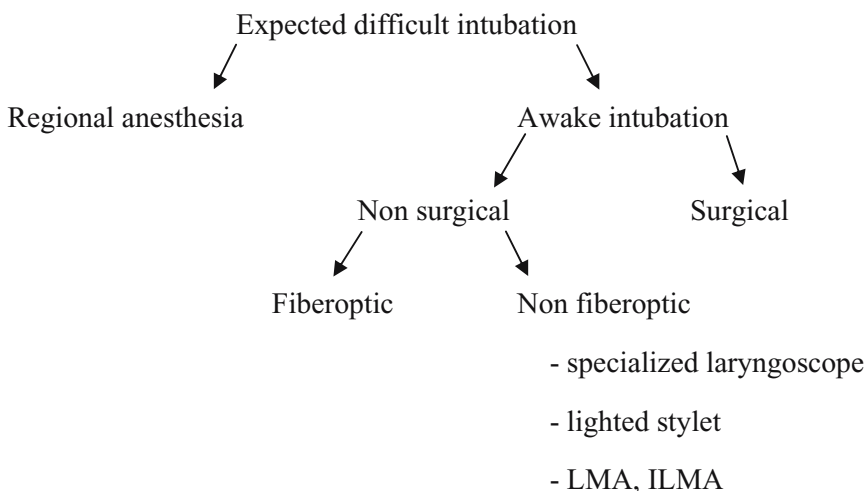 Expected difficult intubation
Regional anesthesia
Awake intubation
Non surgical
Surgical
Fiberoptic
Non fiberoptic
- specialized laryngoscope
- lighted stylet
- LMA, ILMA